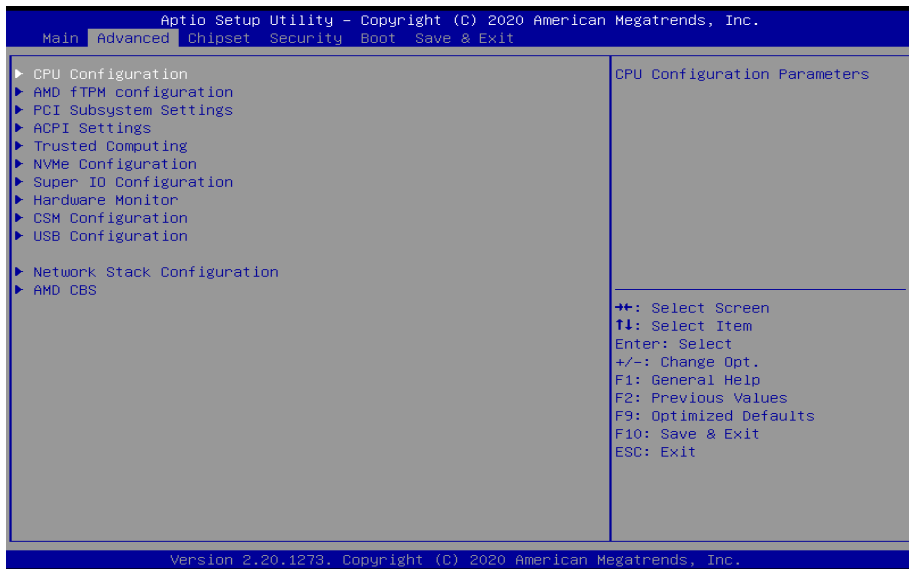 Aptio Setup Utility – Copyright (C) 2020 American Megatrends, Inc.
Main Advanced Chipset Security Boot Save & Exit
▶ CPU Configuration
▶ AMD fTPM configuration
▶ PCI Subsystem Settings
▶ ACPI Settings
▶ Trusted Computing
▶ NVMe Configuration
▶ Super IO Configuration
▶ Hardware Monitor
▶ CSM Configuration
▶ USB Configuration
▶ Network Stack Configuration
▶ AMD CBS
CPU Configuration Parameters
→←: Select Screen
↑↓: Select Item
Enter: Select
+/-: Change Opt.
F1: General Help
F2: Previous Values
F9: Optimized Defaults
F10: Save & Exit
ESC: Exit
Version 2.20.1273. Copyright (C) 2020 American Megatrends, Inc.